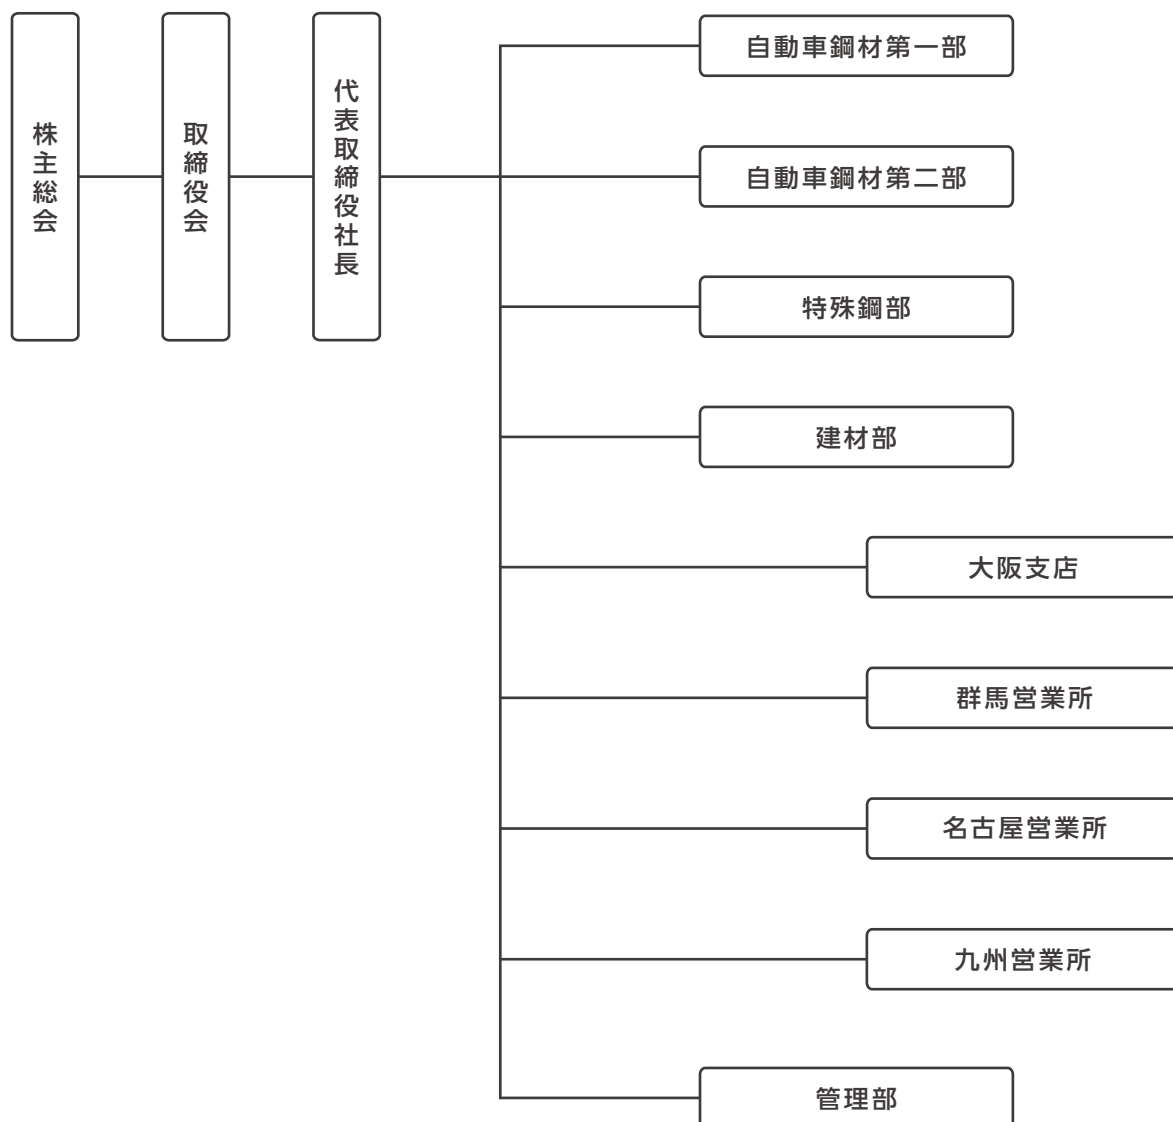 株主総会
取締役会
代表取締役社長
自動車鋼材第一部
自動車鋼材第二部
特殊鋼部
建材部
大阪支店
群馬営業所
名古屋営業所
九州営業所
管理部